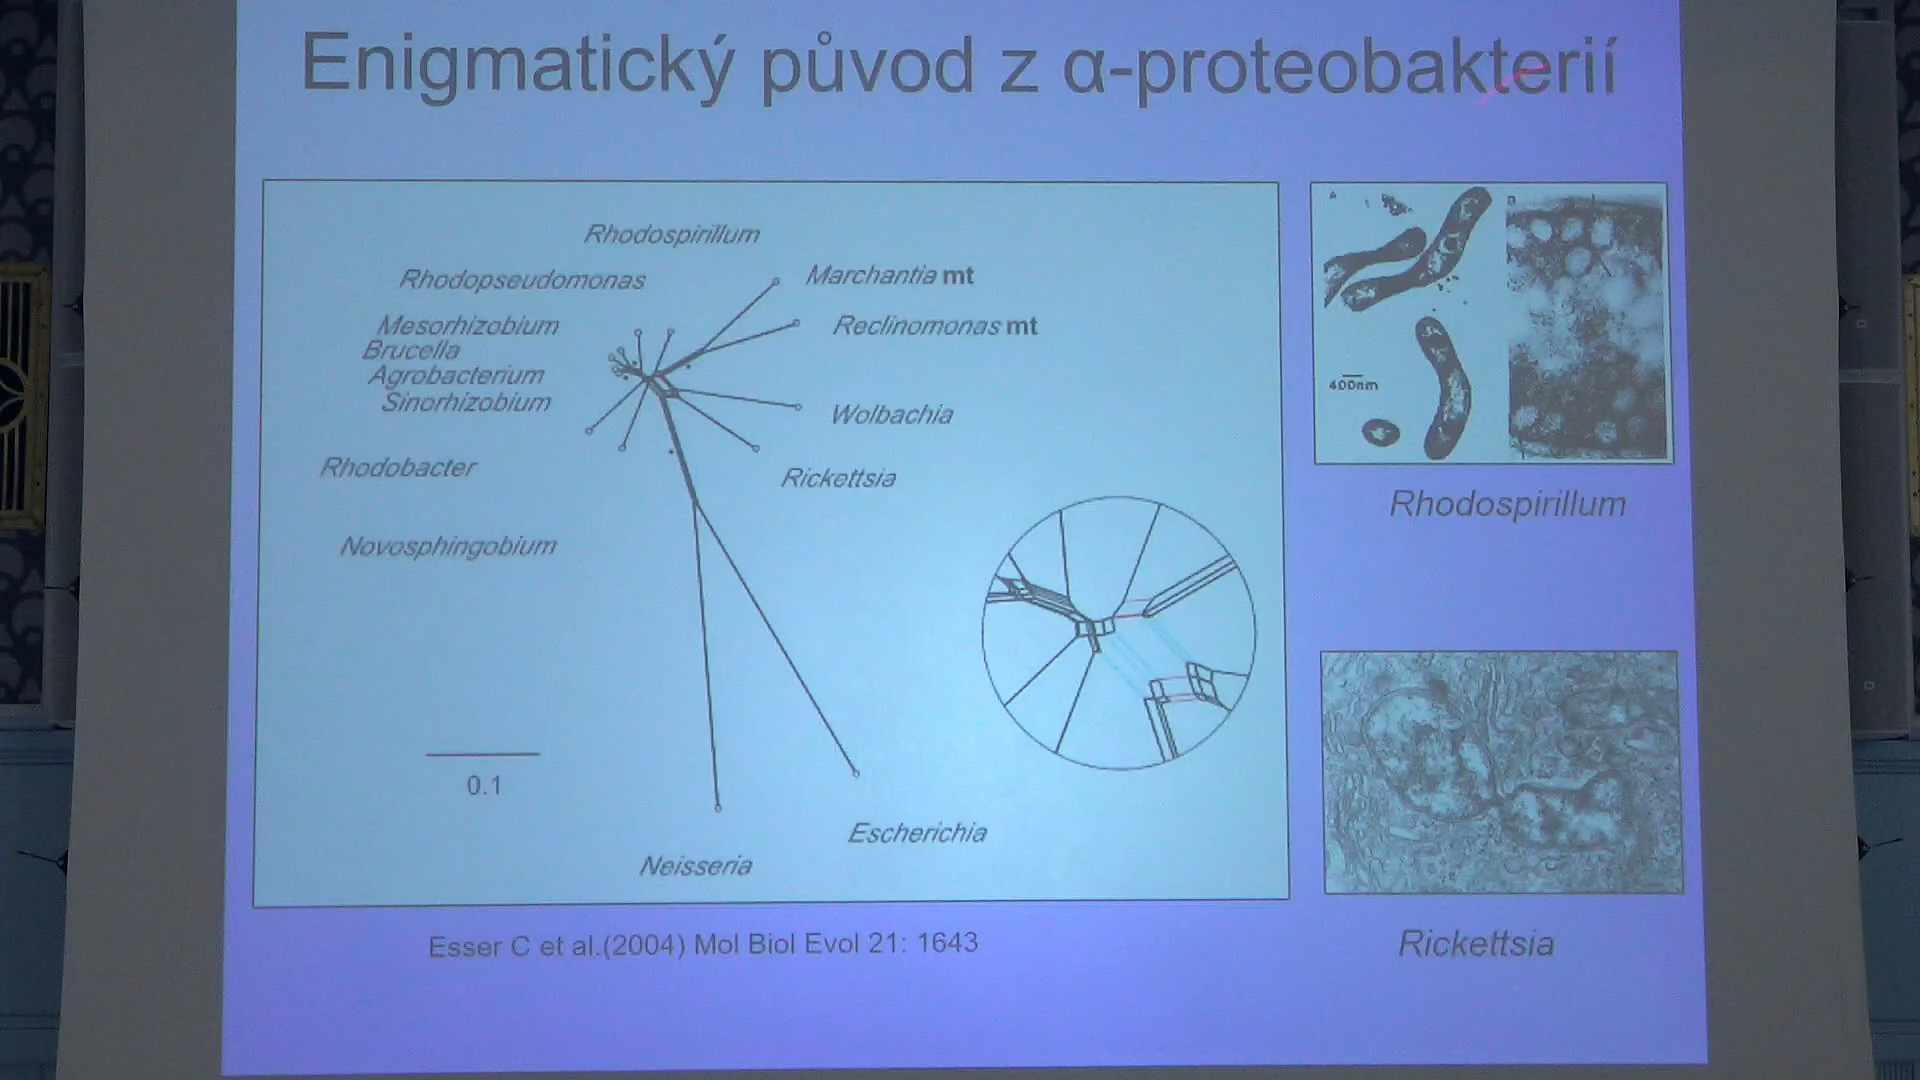 Enigmatický původ z α-proteobakterií
Rhodospirillum
Rhodopseudomonas
Marchantia mt
Mesorhizobium
Reclinomonas mt
Brucella
Agrobacterium
Sinorhizobium
Wolbachia
Rhodobacter
Rickettsia
Novosphingobium
0.1
Escherichia
Neisseria
Esser C et al.(2004) Mol Biol Evol 21: 1643
A
B
400nm
Rhodospirillum
Rickettsia